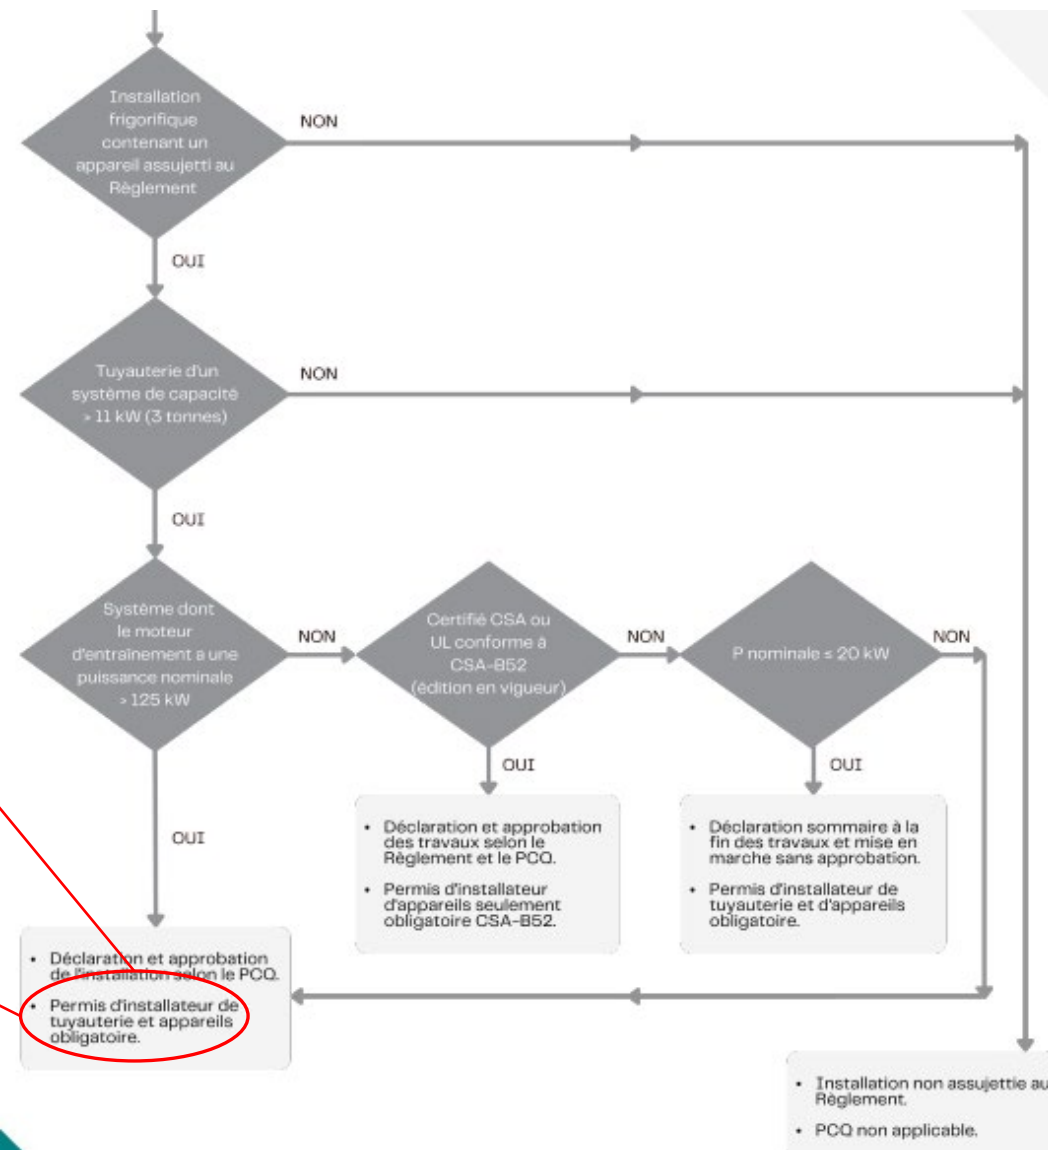 Installation
frigorifique
contenant un
appareil assujetti au
Règlement
NON
OUI
Tuyauterie d'un
système de capacité
> 11 kW (3 tonnes)
NON
OUI
Système dont
le moteur
d'entraînement a une
puissance nominale
> 125 kW
NON
Certifié CSA ou
UL conforme à
CSA-B52
(édition en vigueur)
NON
P nominale ≤ 20 kW
NON
OUI
OUI
OUI
• Déclaration et approbation
des travaux selon le
Règlement et le PCQ.
• Permis d'installateur
d'appareils seulement
obligatoire CSA-B52.
• Déclaration sommaire à la
fin des travaux et mise en
marche sans approbation.
• Permis d'installateur de
tuyauterie et d'appareils
obligatoire.
• Déclaration et approbation
de l'installation selon le PCQ.
• Permis d'installateur de
tuyauterie et appareils
obligatoire.
• Installation non assujettie au
Règlement.
• PCQ non applicable.